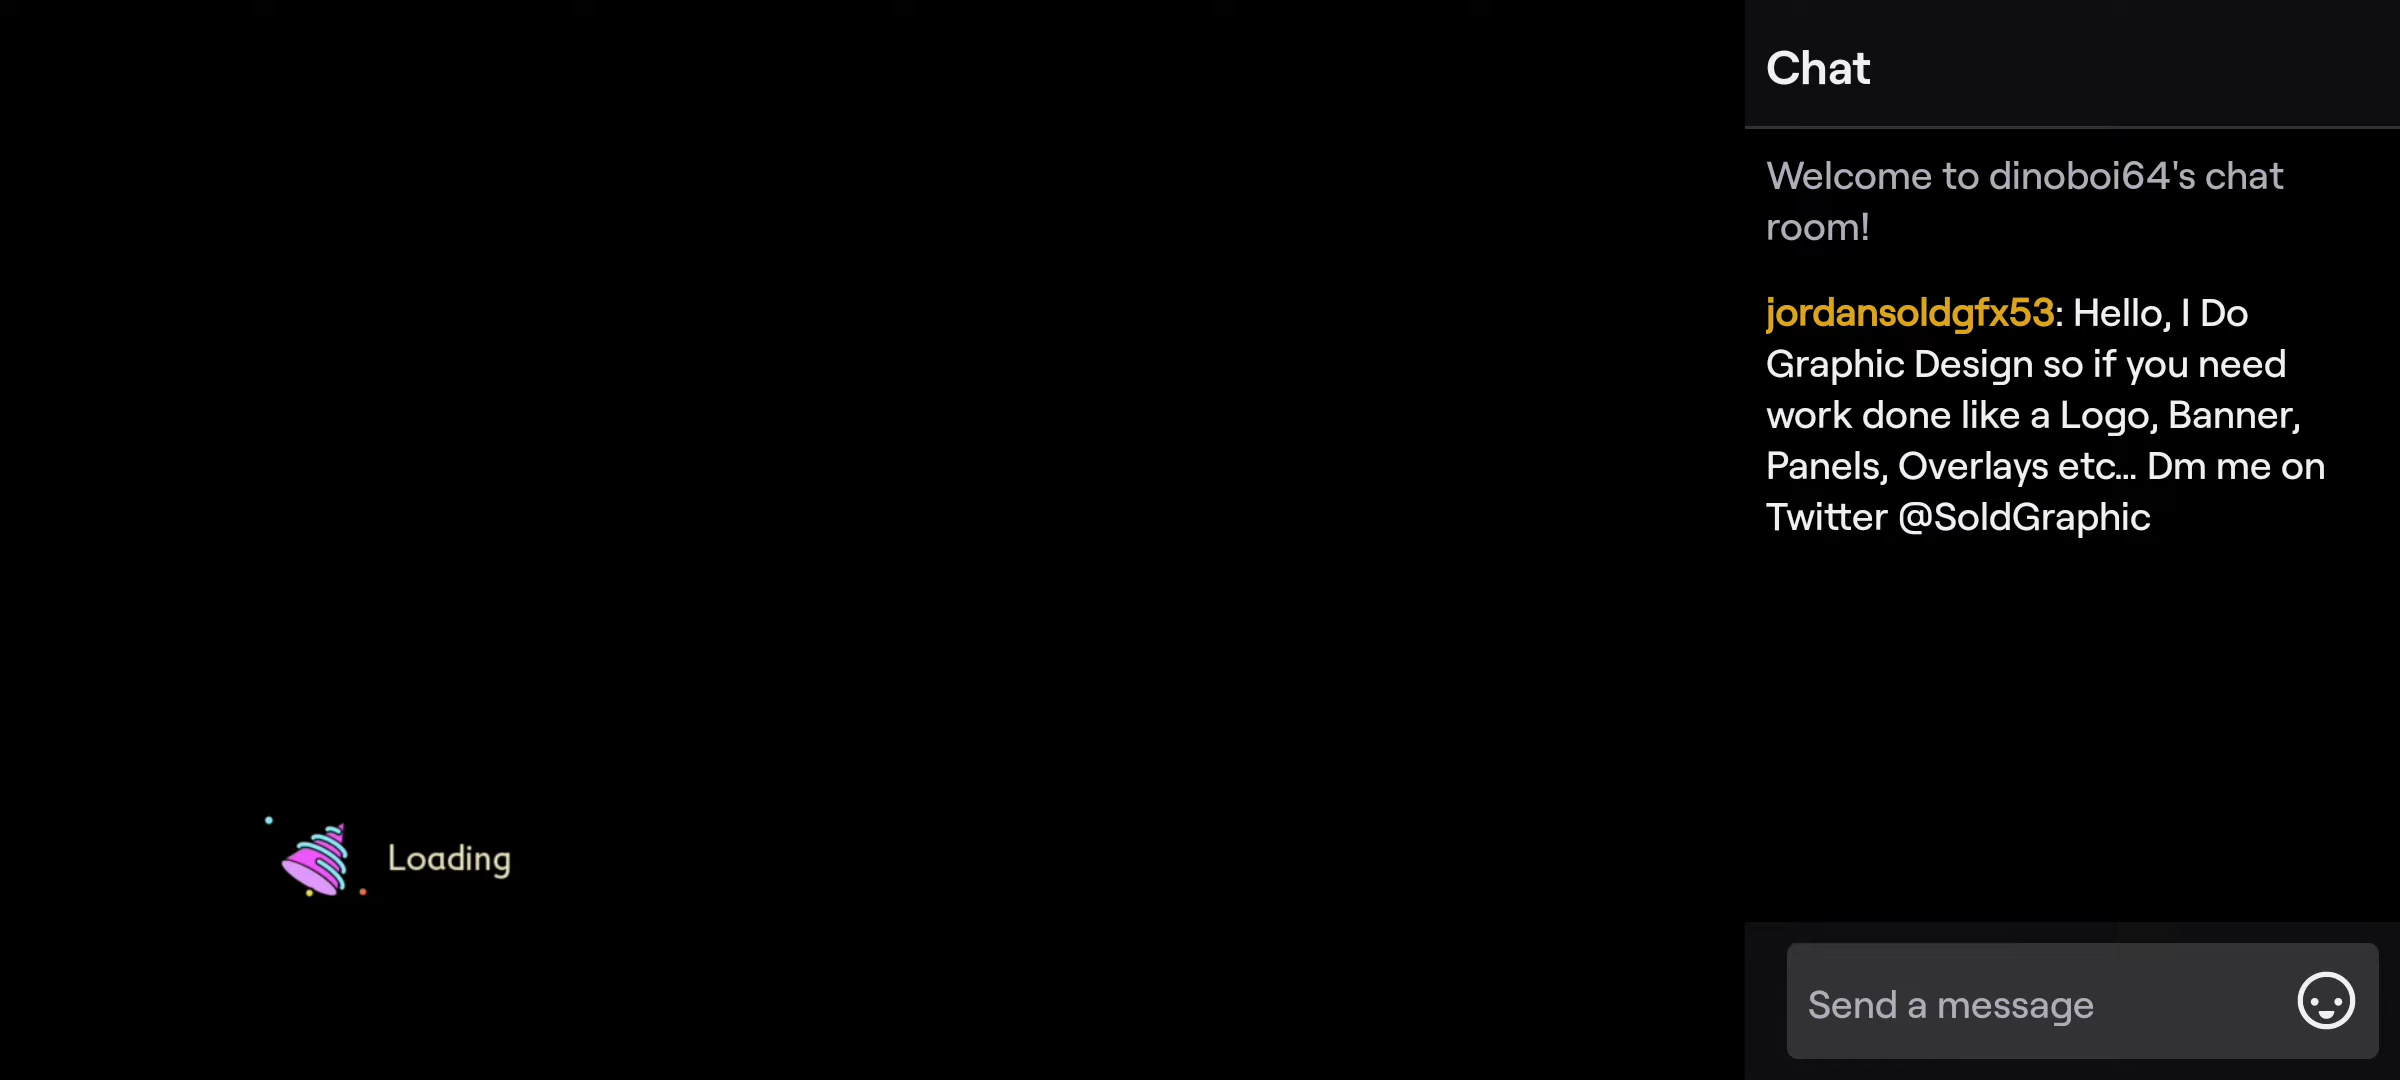 Chat
Welcome to dinoboi64's chat
room!
jordansoldgfx53: Hello, I Do
Graphic Design so if you need
work done like a Logo, Banner,
Panels, Overlays etc... Dm me on
Twitter @SoldGraphic
Loading
Send a message